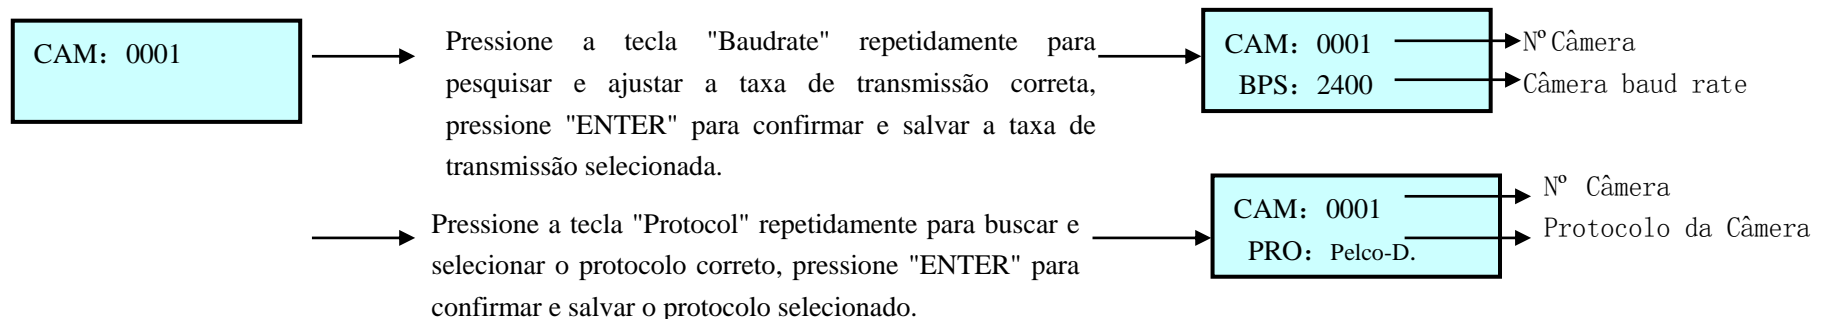 CAM: 0001
Pressione a tecla "Baudrate" repetidamente para
pesquisar e ajustar a taxa de transmissão correta,
pressione "ENTER" para confirmar e salvar a taxa de
transmissão selecionada.
CAM: 0001
Nº Câmera
BPS: 2400
Câmera baud rate
Pressione a tecla "Protocol" repetidamente para buscar e
selecionar o protocolo correto, pressione "ENTER" para
confirmar e salvar o protocolo selecionado.
CAM: 0001
Nº Câmera
PRO: Pelco-D.
Protocolo da Câmera